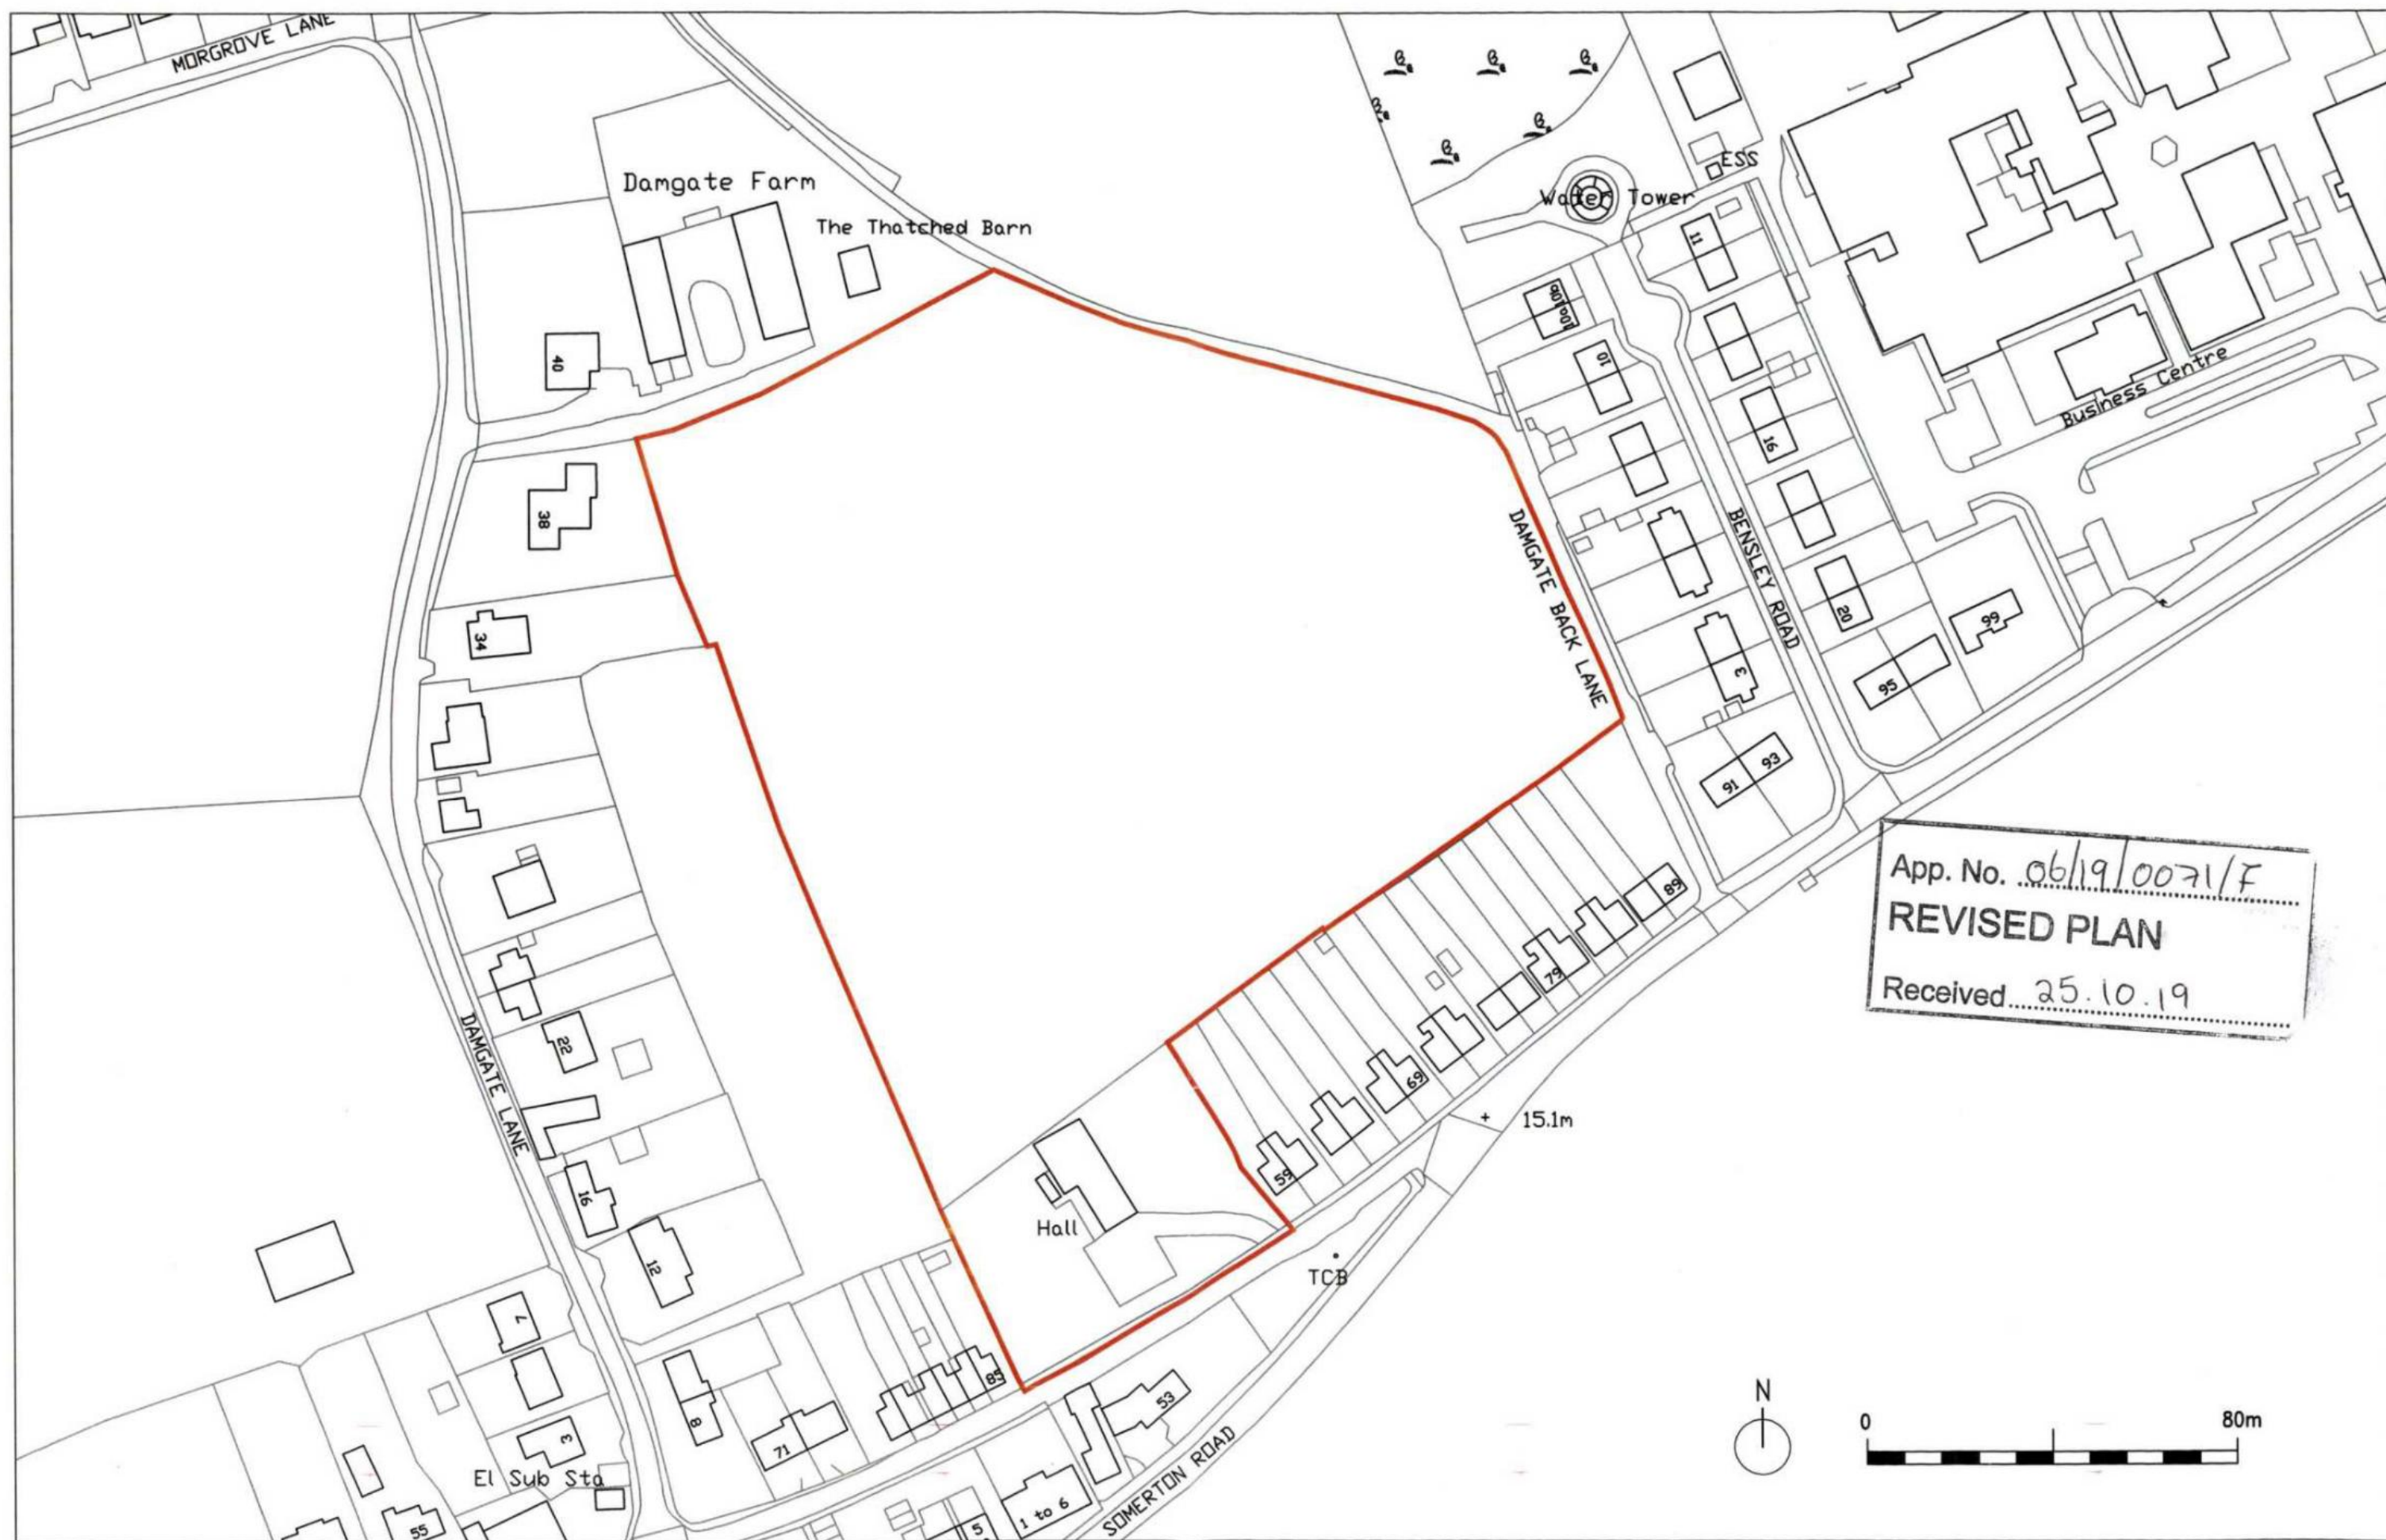 MORGROVE LANE
Damgate Farm
The Thatched Barn
ESS
Water Tower
11
10b
10a
10
40
16
Business Centre
38
DAMGATE BACK LANE
BENSLEY ROAD
34
20
99
3
95
93
91
App. No. 06/19/0071/F
REVISED PLAN
Received 25.10.19
89
79
22
69
DAMGATE LANE
15.1m
59
16
Hall
12
TCB
7
85
53
8
71
3
El Sub Sta
SOMERTON ROAD
1 to 6
5
55
N
0
80m